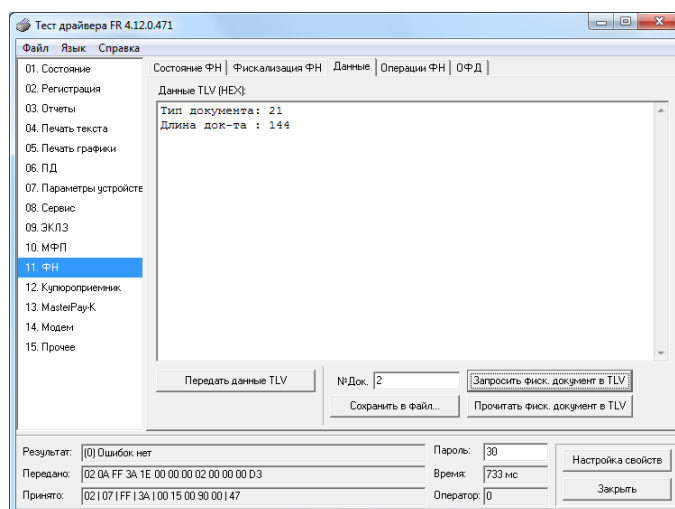 Тест драйвера FR 4.12.0.471
Файл Язык Справка
01. Состояние
02. Регистрация
03. Отчеты
04. Печать текста
05. Печать графики
06. ПД
07. Параметры устройств
08. Сервис
09. ЭКЛЗ
10. МФП
11. ФН
12. Купюроприемник
13. MasterPay-K
14. Модем
15. Прочее
Состояние ФН Фискализация ФН Данные Операции ФН ОФД
Данные TLV (HEX):
Тип документа: 21
Длина док-та : 144
Передать данные TLV №Док. 2 Запросить фиск. документ в TLV
Сохранить в файл... Прочитать фиск. документ в TLV
Результат: (0) Ошибок нет Пароль: 30 Настройка свойств
Передано: 02 0A FF 3A 1E 00 00 00 02 00 00 00 D3 Время: 733 мс
Принято: 02 | 07 | FF | 3A | 00 15 00 90 00 | 47 Оператор: 0 Закрыть